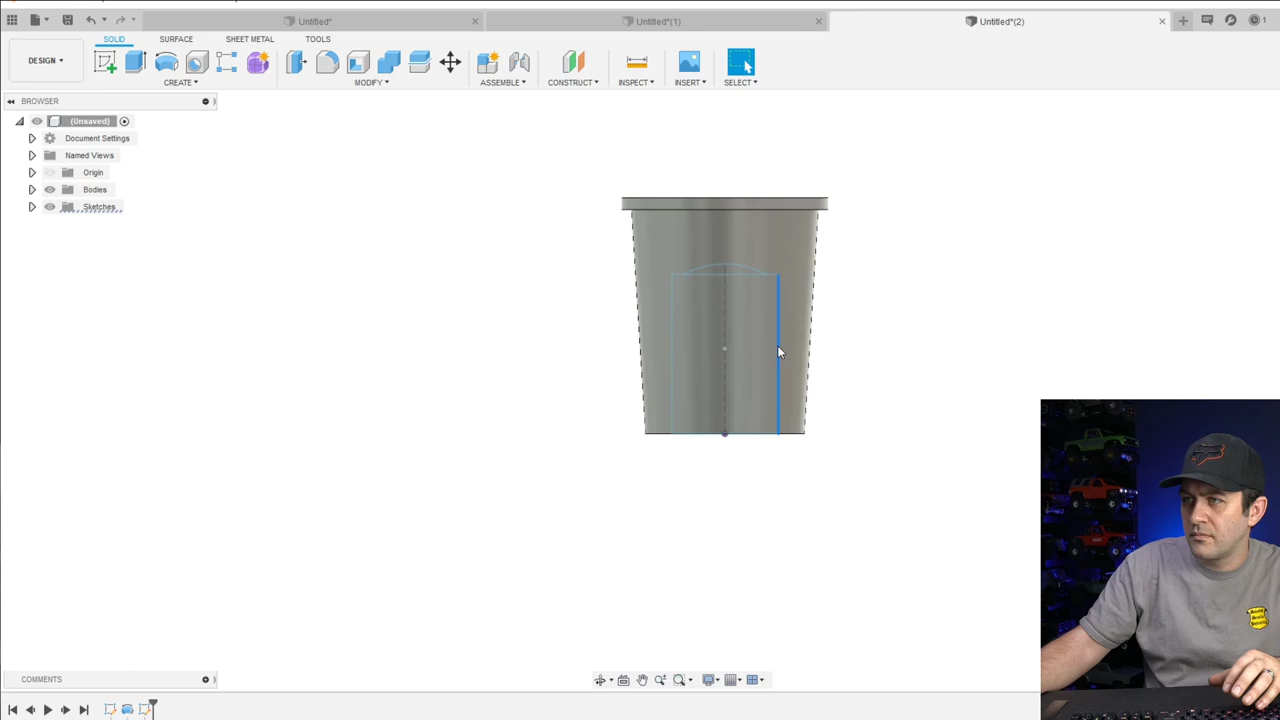 Untitled*
Untitled*(1)
Untitled*(2)
1
DESIGN
SOLID
SURFACE
SHEET METAL
TOOLS
CREATE
MODIFY
ASSEMBLE
CONSTRUCT
INSPECT
INSERT
SELECT
BROWSER
(Unsaved)
Document Settings
Named Views
Origin
Bodies
Sketches
COMMENTS